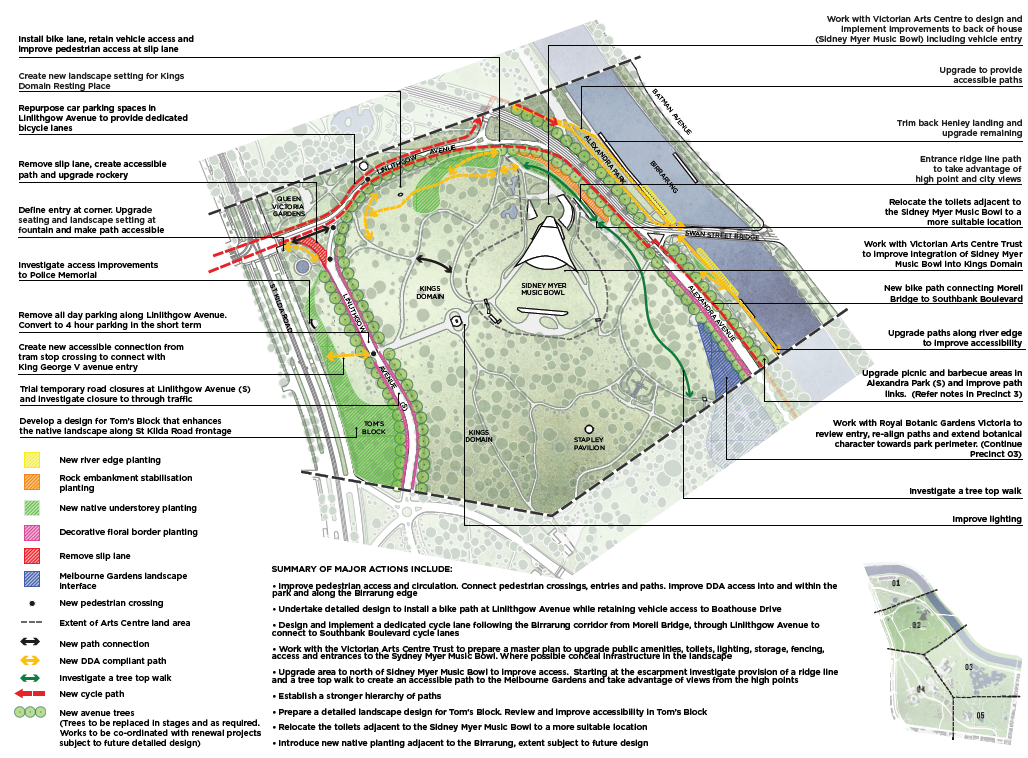 Install bike lane, retain vehicle access and
improve pedestrian access at slip lane
Create new landscape setting for Kings
Domain Resting Place
Repurpose car parking spaces in
Linlithgow Avenue to provide dedicated
bicycle lanes
Remove slip lane, create accessible
path and upgrade rockery
Define entry at corner. Upgrade
seating and landscape setting at
fountain and make path accessible
Investigate access improvements
to Police Memorial
Remove all day parking along Linlithgow Avenue.
Convert to 4 hour parking in the short term
Create new accessible connection from
tram stop crossing to connect with
King George V avenue entry
Trial temporary road closures at Linlithgow Avenue (S)
and investigate closure to through traffic
Develop a design for Tom's Block that enhances
the native landscape along St Kilda Road frontage
Work with Victorian Arts Centre to design and
implement improvements to back of house
(Sidney Myer Music Bowl) including vehicle entry
Upgrade to provide
accessible paths
Trim back Henley landing and
upgrade remaining
Entrance ridge line path
to take advantage of
high point and city views
Relocate the toilets adjacent to
the Sidney Myer Music Bowl to a
more suitable location
Work with Victorian Arts Centre Trust
to improve integration of Sidney Myer
Music Bowl into Kings Domain
New bike path connecting Morell
Bridge to Southbank Boulevard
Upgrade paths along river edge
to improve accessibility
Upgrade picnic and barbecue areas in
Alexandra Park (S) and improve path
links. (Refer notes in Precinct 3)
Work with Royal Botanic Gardens Victoria to
review entry, re-align paths and extend botanical
character towards park perimeter. (Continue
Precinct 03)
Investigate a tree top walk
Improve lighting
BATMAN AVENUE
BIRRARUNG
ALEXANDRA PARK
SWAN STREET BRIDGE
ALEXANDRA AVENUE
LINLITHGOW AVENUE
QUEEN
VICTORIA
GARDENS
ST KILDA ROAD
LINLITHGOW AVENUE (S)
KINGS
DOMAIN
SIDNEY MYER
MUSIC BOWL
TOM'S
BLOCK
KINGS
DOMAIN
STAPLEY
PAVILION
New river edge planting
Rock embankment stabilisation
planting
New native understorey planting
Decorative floral border planting
Remove slip lane
Melbourne Gardens landscape
interface
New pedestrian crossing
Extent of Arts Centre land area
New path connection
New DDA compliant path
Investigate a tree top walk
New cycle path
New avenue trees
(Trees to be replaced in stages and as required.
Works to be co-ordinated with renewal projects
subject to future detailed design)
SUMMARY OF MAJOR ACTIONS INCLUDE:
• Improve pedestrian access and circulation. Connect pedestrian crossings, entries and paths. Improve DDA access into and within the
park and along the Birrarung edge
• Undertake detailed design to install a bike path at Linlithgow Avenue while retaining vehicle access to Boathouse Drive
• Design and implement a dedicated cycle lane following the Birrarung corridor from Morell Bridge, through Linlithgow Avenue to
connect to Southbank Boulevard cycle lanes
• Work with the Victorian Arts Centre Trust to prepare a master plan to upgrade public amenities, toilets, lighting, storage, fencing,
access and entrances to the Sydney Myer Music Bowl. Where possible conceal infrastructure in the landscape
• Upgrade area to north of Sidney Myer Music Bowl to improve access. Starting at the escarpment investigate provision of a ridge line
and a tree top walk to create an accessible path to the Melbourne Gardens and take advantage of views from the high points
• Establish a stronger hierarchy of paths
• Prepare a detailed landscape design for Tom's Block. Review and improve accessibility in Tom's Block
• Relocate the toilets adjacent to the Sidney Myer Music Bowl to a more suitable location
• Introduce new native planting adjacent to the Birrarung, extent subject to future design
01
02
03
04
05